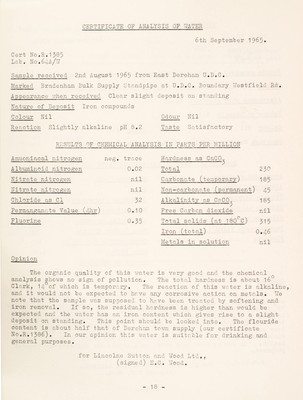 CERTIFICATE OF ANALYSIS OF WATER
6th September 1965.
Cert No.H.1385
Lab. No.624/W
Sample received 2nd August 1965 from East Dereham U.D.C.
Marked Bradenham Bulk Supply Standpipe at U.D.C. Boundary Westfield Rd.
Appearance when received Clear slight deposit on standing
Nature of Deposit Iron compounds
Colour Nil Odour Nil
Reaction Slightly alkaline pH 8.2 Taste Satisfactory
RESULTS OF CHEMICAL ANALYSIS IN PARTS PER MILLION
Ammoniacal nitrogen neg. trace Hardness as CaCO3
Albuminoid nitrogen 0.02 Total 230
Nitrate nitrogen nil Carbonate (temporary) 185
Nitrite nitrogen nil Non-carbonate (permanent) 45
Chloride as Cl 32 Alkalinity as CaCO3 185
Permanganate Value (4hr) 0.10 Free Carbon dioxide nil
Fluorine 0.35 Total solids (at 180°C) 315
Iron (total) 0.26
Metals in solution nil
Opinion
The organic quality of this water is very good and the chemical
analysis shows no sign of pollution. The total hardness is about 16°
Clark, 14° of which is temporary. The reaction of this water is alkaline,
and it would not be expected to have any corrosive action on metals. We
note that the sample was supposed to have been treated by softening and
iron removal. If so, the residual hardness is higher than would be
expected and the water has an iron content which gives rise to a slight
deposit on standing. This point should be looked into. The flouride
content is about half that of Dereham town supply (our certificate
No.H.1386). In our opinion this water is suitable for drinking and
general purposes.
for Lincolne Sutton and Wood Ltd.,
(signed) E.C. Wood.
- 18 -